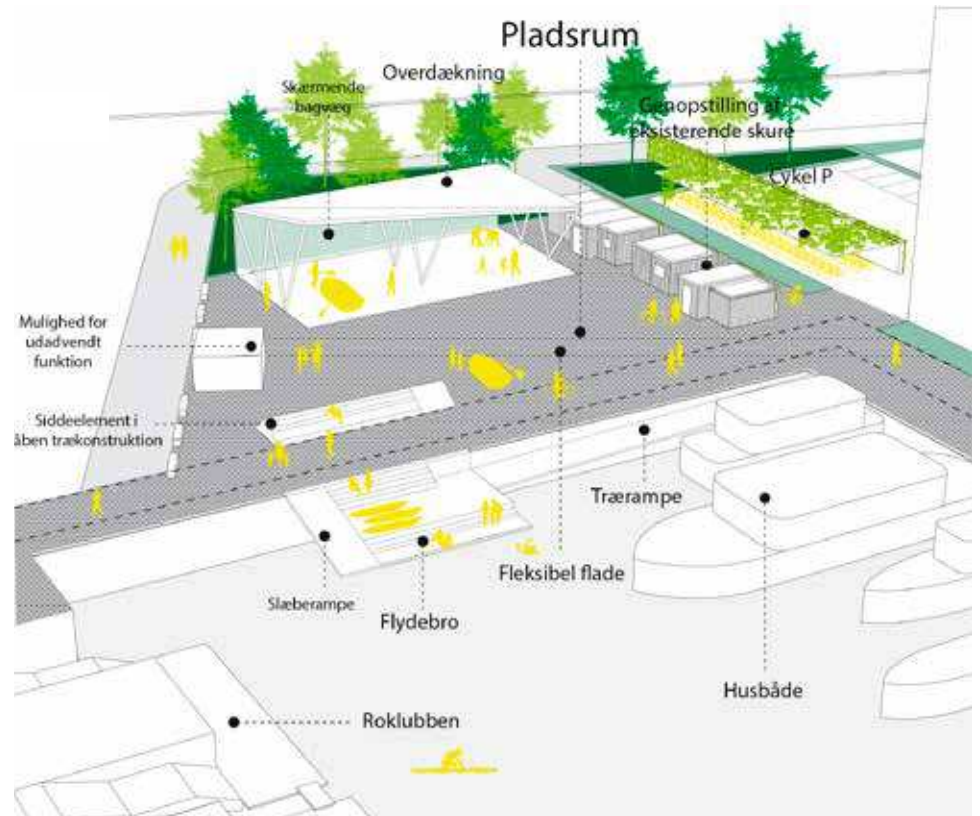 Pladsrum
Skærmende
bagvæg
Overdækning
Genopstilling af
eksisterende skure
Cykel P
Mulighed for
udadvendt
funktion
Siddeelement i
åben trækonstruktion
Trærampe
Fleksibel flade
Slæberampe
Flydebro
Husbåde
Roklubben